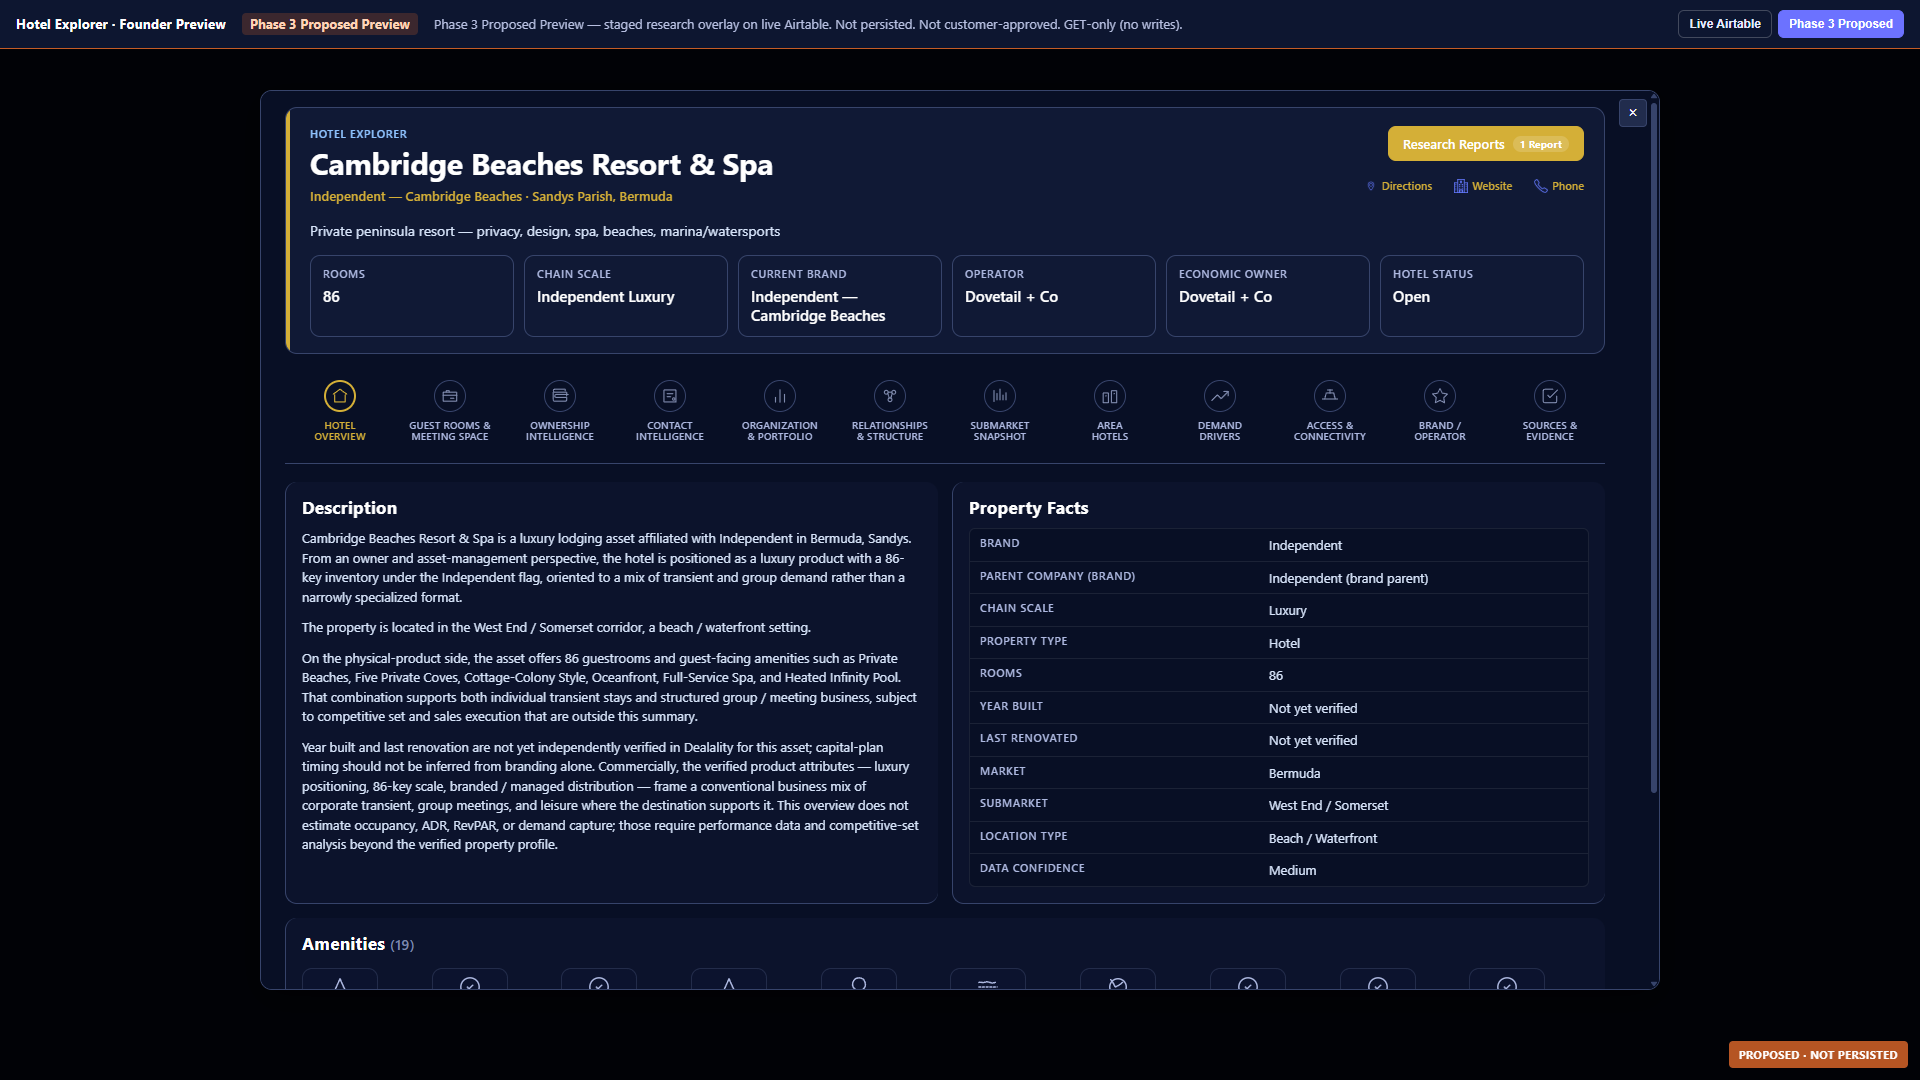 Hotel Explorer · Founder Preview
Phase 3 Proposed Preview
Phase 3 Proposed Preview — staged research overlay on live Airtable. Not persisted. Not customer-approved. GET-only (no writes).
Live Airtable
Phase 3 Proposed
×
HOTEL EXPLORER
Cambridge Beaches Resort & Spa
Independent — Cambridge Beaches · Sandys Parish, Bermuda
Research Reports 1 Report
Directions
Website
Phone
Private peninsula resort — privacy, design, spa, beaches, marina/watersports
ROOMS
86
CHAIN SCALE
Independent Luxury
CURRENT BRAND
Independent —
Cambridge Beaches
OPERATOR
Dovetail + Co
ECONOMIC OWNER
Dovetail + Co
HOTEL STATUS
Open
HOTEL
OVERVIEW
GUEST ROOMS &
MEETING SPACE
OWNERSHIP
INTELLIGENCE
CONTACT
INTELLIGENCE
ORGANIZATION
& PORTFOLIO
RELATIONSHIPS
& STRUCTURE
SUBMARKET
SNAPSHOT
AREA
HOTELS
DEMAND
DRIVERS
ACCESS &
CONNECTIVITY
BRAND /
OPERATOR
SOURCES &
EVIDENCE
Description
Cambridge Beaches Resort & Spa is a luxury lodging asset affiliated with Independent in Bermuda, Sandys.
From an owner and asset-management perspective, the hotel is positioned as a luxury product with a 86-
key inventory under the Independent flag, oriented to a mix of transient and group demand rather than a
narrowly specialized format.
The property is located in the West End / Somerset corridor, a beach / waterfront setting.
On the physical-product side, the asset offers 86 guestrooms and guest-facing amenities such as Private
Beaches, Five Private Coves, Cottage-Colony Style, Oceanfront, Full-Service Spa, and Heated Infinity Pool.
That combination supports both individual transient stays and structured group / meeting business, subject
to competitive set and sales execution that are outside this summary.
Year built and last renovation are not yet independently verified in Dealality for this asset; capital-plan
timing should not be inferred from branding alone. Commercially, the verified product attributes — luxury
positioning, 86-key scale, branded / managed distribution — frame a conventional business mix of
corporate transient, group meetings, and leisure where the destination supports it. This overview does not
estimate occupancy, ADR, RevPAR, or demand capture; those require performance data and competitive-set
analysis beyond the verified property profile.
Property Facts
BRAND
Independent
PARENT COMPANY (BRAND)
Independent (brand parent)
CHAIN SCALE
Luxury
PROPERTY TYPE
Hotel
ROOMS
86
YEAR BUILT
Not yet verified
LAST RENOVATED
Not yet verified
MARKET
Bermuda
SUBMARKET
West End / Somerset
LOCATION TYPE
Beach / Waterfront
DATA CONFIDENCE
Medium
Amenities (19)
PROPOSED · NOT PERSISTED